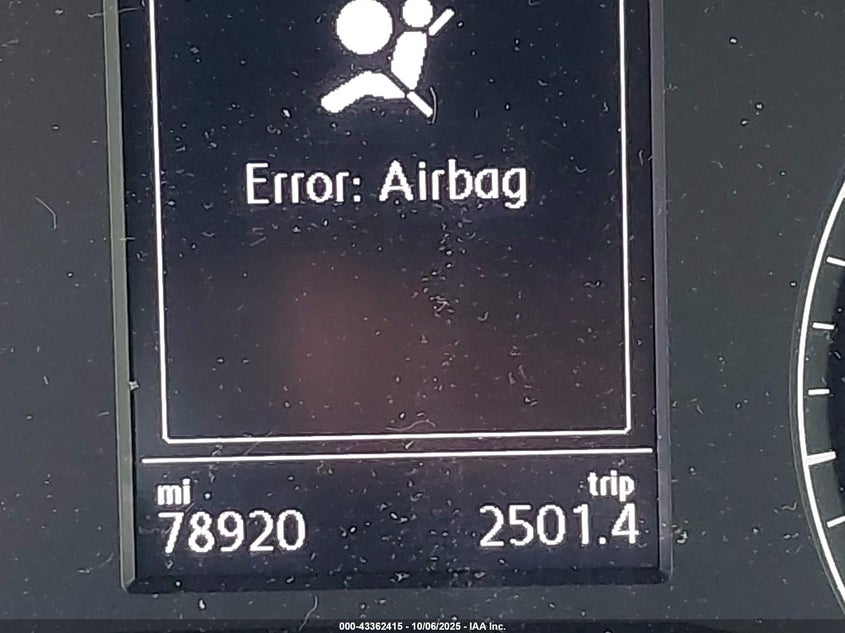 Error: Airbag
mi trip
78920 2501.4
000-43362415 - 10/06/2025 - IAA Inc.